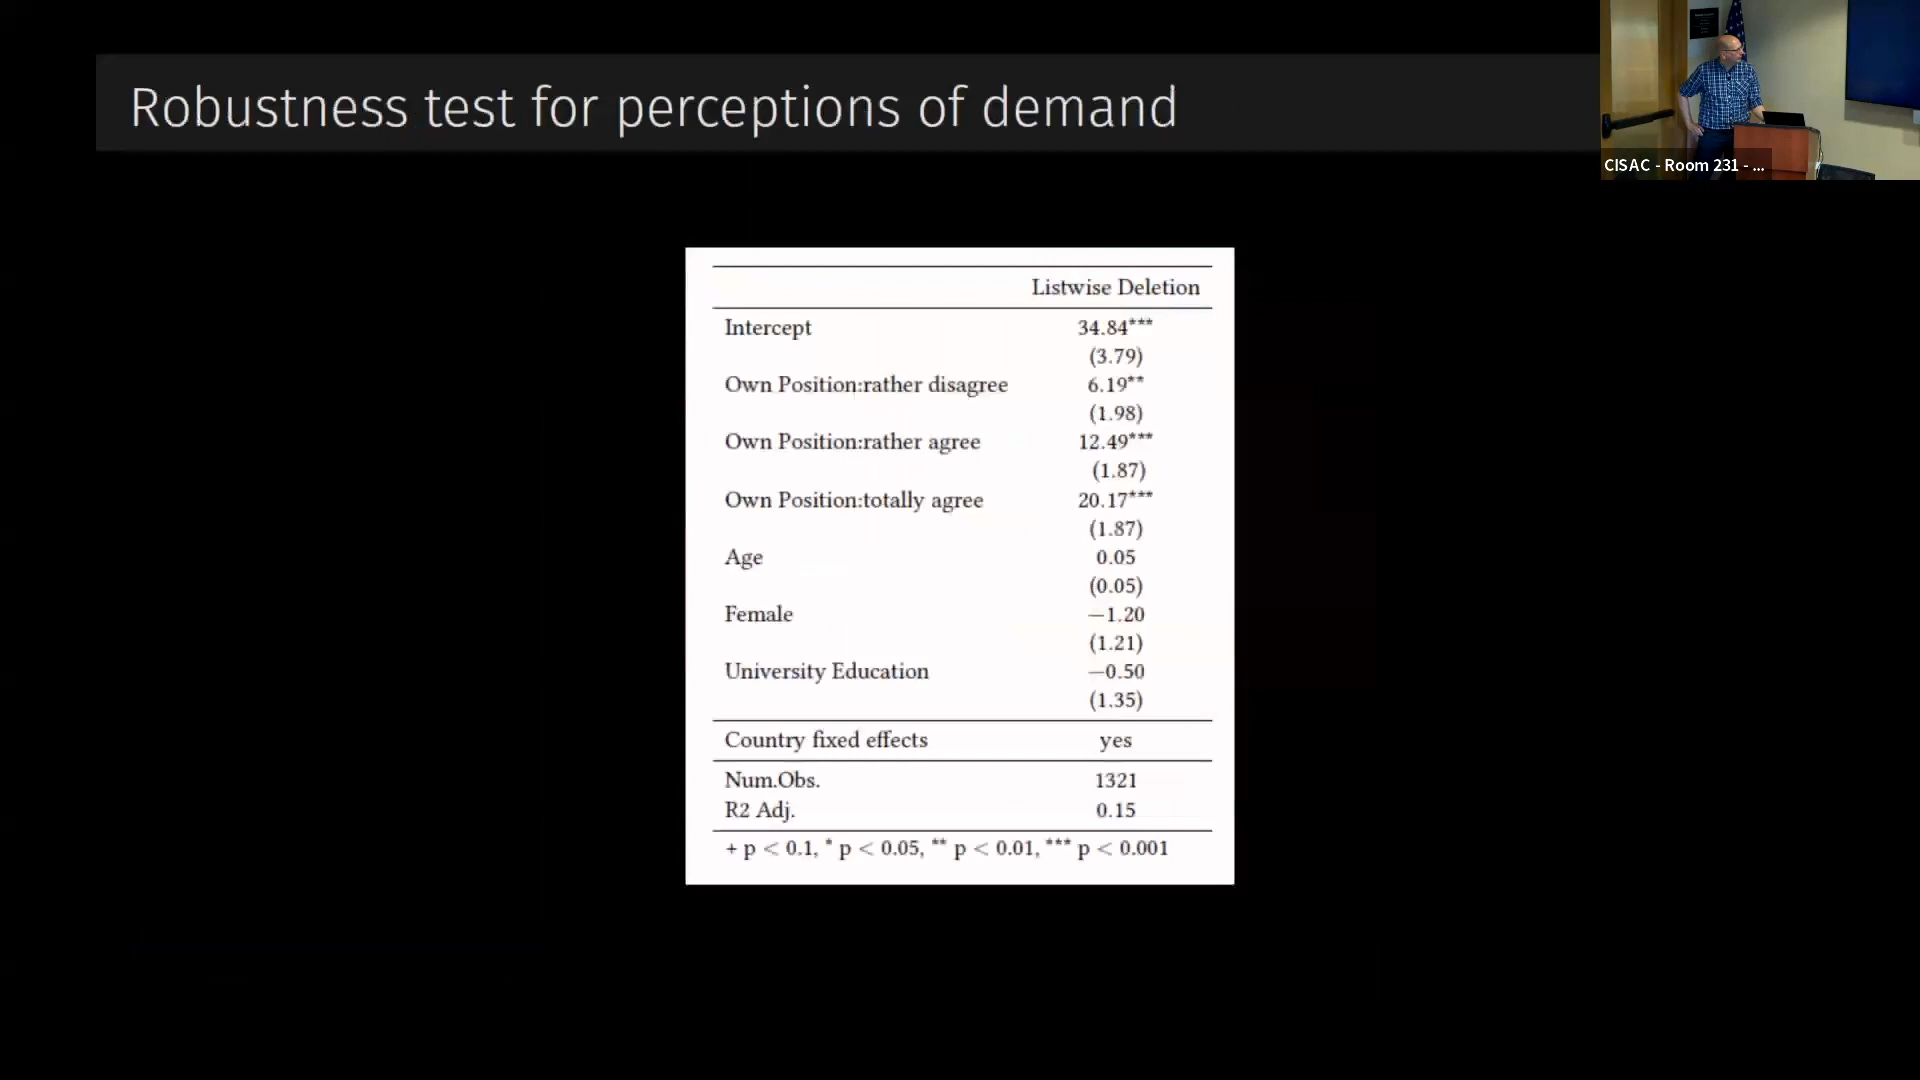 Robustness test for perceptions of demand
CISAC - Room 231 - ...
Listwise Deletion
Intercept 34.84***
(3.79)
Own Position:rather disagree 6.19**
(1.98)
Own Position:rather agree 12.49***
(1.87)
Own Position:totally agree 20.17***
(1.87)
Age 0.05
(0.05)
Female −1.20
(1.21)
University Education −0.50
(1.35)
Country fixed effects yes
Num.Obs. 1321
R2 Adj. 0.15
+ p < 0.1, * p < 0.05, ** p < 0.01, *** p < 0.001